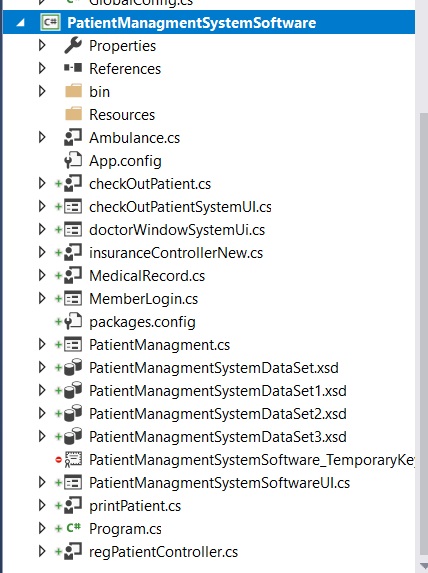 GlobalConfig.cs
C# PatientManagmentSystemSoftware
Properties
References
bin
Resources
Ambulance.cs
App.config
checkOutPatient.cs
checkOutPatientSystemUI.cs
doctorWindowSystemUi.cs
insuranceControllerNew.cs
MedicalRecord.cs
MemberLogin.cs
packages.config
PatientManagment.cs
PatientManagmentSystemDataSet.xsd
PatientManagmentSystemDataSet1.xsd
PatientManagmentSystemDataSet2.xsd
PatientManagmentSystemDataSet3.xsd
PatientManagmentSystemSoftware_TemporaryKey
PatientManagmentSystemSoftwareUI.cs
printPatient.cs
C# Program.cs
regPatientController.cs